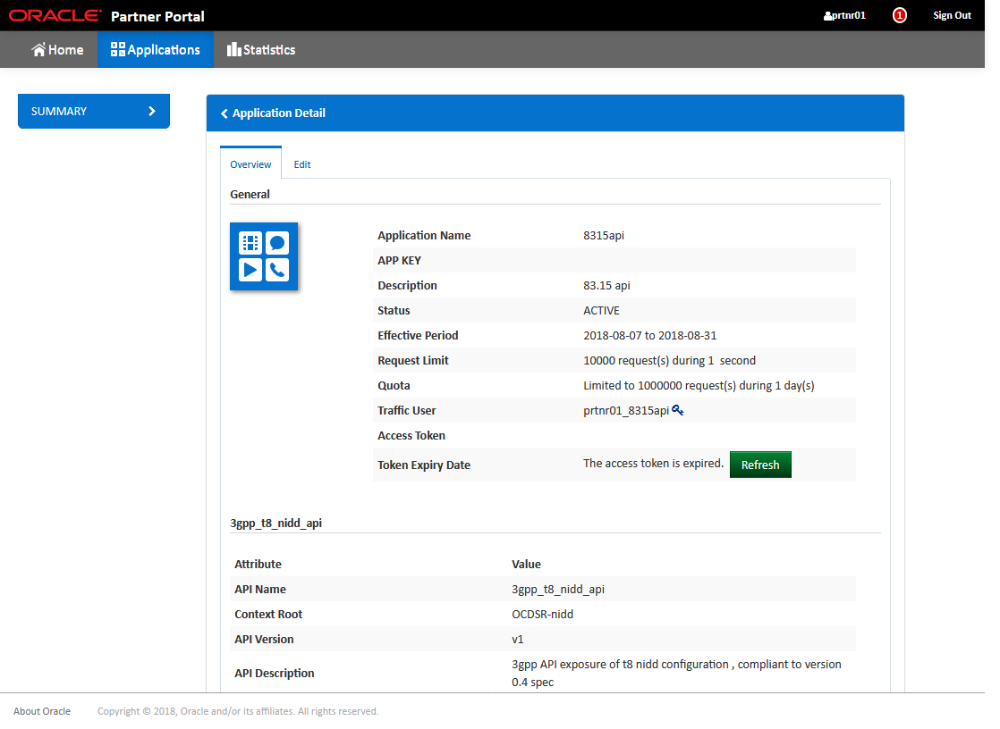 ORACLE Partner Portal prtnr01 1 Sign Out
Home Applications Statistics
SUMMARY
Application Detail
Overview Edit
General
Application Name 8315api
APP KEY
Description 83.15 api
Status ACTIVE
Effective Period 2018-08-07 to 2018-08-31
Request Limit 10000 request(s) during 1 second
Quota Limited to 1000000 request(s) during 1 day(s)
Traffic User prtnr01_8315api
Access Token
Token Expiry Date The access token is expired. Refresh
3gpp_t8_nidd_api
Attribute Value
API Name 3gpp_t8_nidd_api
Context Root OCDSR-nidd
API Version v1
API Description 3gpp API exposure of t8 nidd configuration , compliant to version
0.4 spec
About Oracle Copyright © 2018, Oracle and/or its affiliates. All rights reserved.